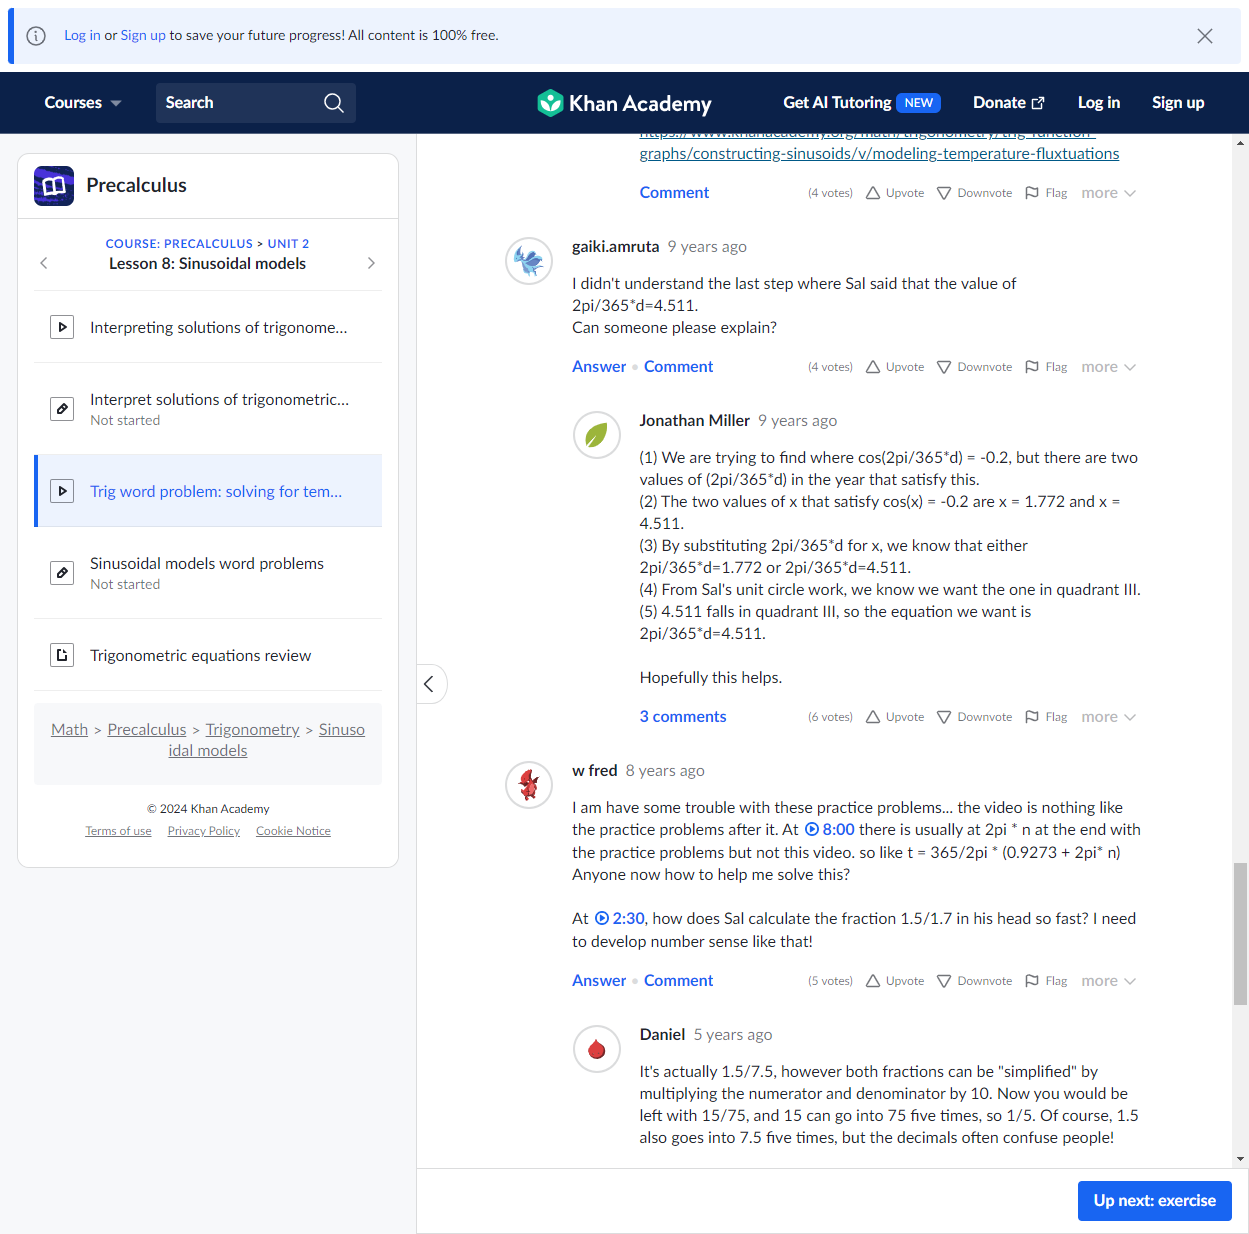 Log in or Sign up to save your future progress! All content is 100% free.
Courses
Search
Khan Academy
Get AI Tutoring NEW
Donate
Log in
Sign up
Precalculus
COURSE: PRECALCULUS > UNIT 2
Lesson 8: Sinusoidal models
Interpreting solutions of trigonome...
Interpret solutions of trigonometric...
Not started
Trig word problem: solving for tem...
Sinusoidal models word problems
Not started
Trigonometric equations review
Math > Precalculus > Trigonometry > Sinuso
idal models
© 2024 Khan Academy
Terms of use Privacy Policy Cookie Notice
https://www.khanacademy.org/math/trigonometry/trig-function-
graphs/constructing-sinusoids/v/modeling-temperature-fluxtuations
Comment (4 votes) Upvote Downvote Flag more
gaiki.amruta 9 years ago
I didn't understand the last step where Sal said that the value of
2pi/365*d=4.511.
Can someone please explain?
Answer • Comment (4 votes) Upvote Downvote Flag more
Jonathan Miller 9 years ago
(1) We are trying to find where cos(2pi/365*d) = -0.2, but there are two
values of (2pi/365*d) in the year that satisfy this.
(2) The two values of x that satisfy cos(x) = -0.2 are x = 1.772 and x =
4.511.
(3) By substituting 2pi/365*d for x, we know that either
2pi/365*d=1.772 or 2pi/365*d=4.511.
(4) From Sal's unit circle work, we know we want the one in quadrant III.
(5) 4.511 falls in quadrant III, so the equation we want is
2pi/365*d=4.511.
Hopefully this helps.
3 comments (6 votes) Upvote Downvote Flag more
w fred 8 years ago
I am have some trouble with these practice problems... the video is nothing like
the practice problems after it. At 8:00 there is usually at 2pi * n at the end with
the practice problems but not this video. so like t = 365/2pi * (0.9273 + 2pi* n)
Anyone now how to help me solve this?
At 2:30, how does Sal calculate the fraction 1.5/1.7 in his head so fast? I need
to develop number sense like that!
Answer • Comment (5 votes) Upvote Downvote Flag more
Daniel 5 years ago
It's actually 1.5/7.5, however both fractions can be "simplified" by
multiplying the numerator and denominator by 10. Now you would be
left with 15/75, and 15 can go into 75 five times, so 1/5. Of course, 1.5
also goes into 7.5 five times, but the decimals often confuse people!
Up next: exercise